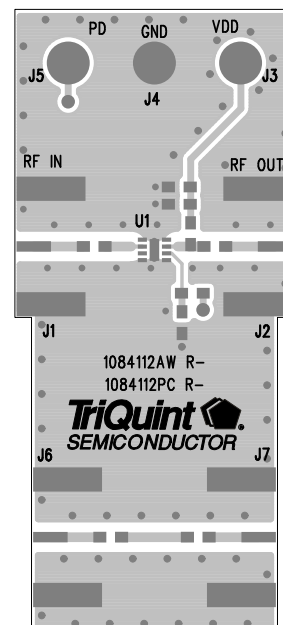 PD GND VDD
J5 J4 J3
RF IN RF OUT
U1
J1 J2
1084112AW R-
1084112PC R-
TriQuint
SEMICONDUCTOR
J6 J7